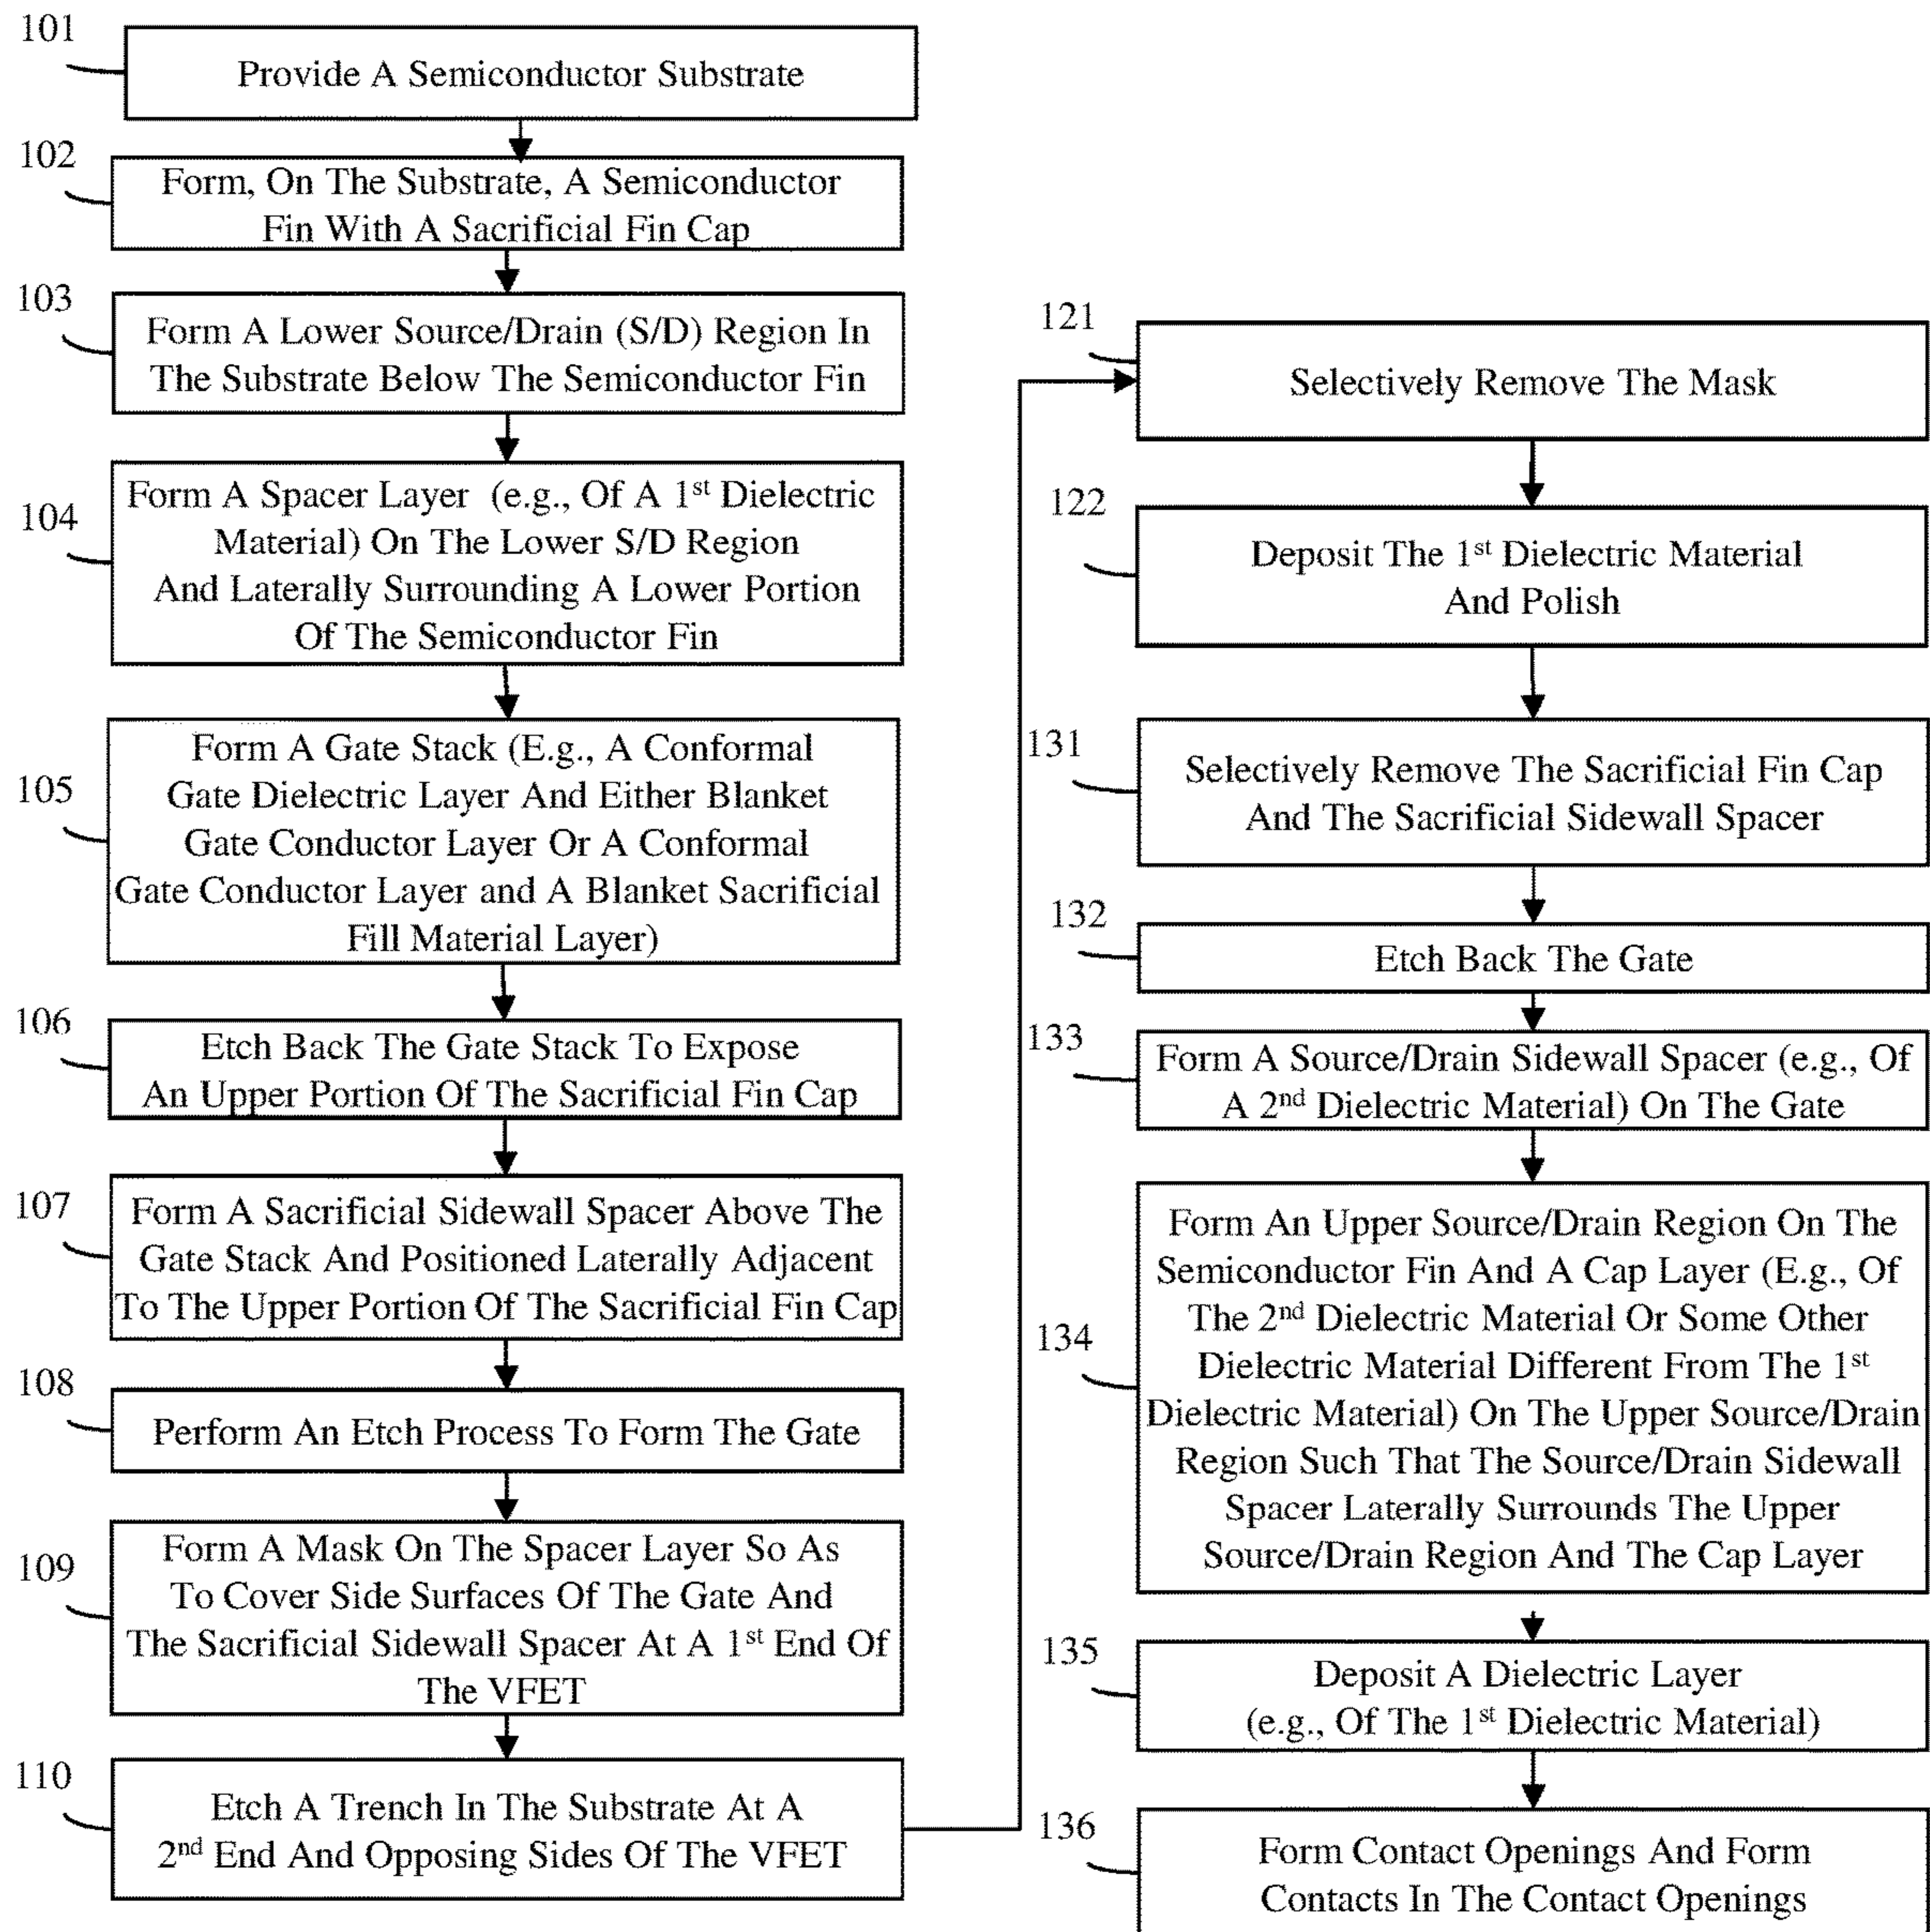 101
Provide A Semiconductor Substrate
102
Form, On The Substrate, A Semiconductor
Fin With A Sacrificial Fin Cap
103
Form A Lower Source/Drain (S/D) Region In
The Substrate Below The Semiconductor Fin
104
Form A Spacer Layer (e.g., Of A 1st Dielectric
Material) On The Lower S/D Region
And Laterally Surrounding A Lower Portion
Of The Semiconductor Fin
105
Form A Gate Stack (E.g., A Conformal
Gate Dielectric Layer And Either Blanket
Gate Conductor Layer Or A Conformal
Gate Conductor Layer and A Blanket Sacrificial
Fill Material Layer)
106
Etch Back The Gate Stack To Expose
An Upper Portion Of The Sacrificial Fin Cap
107
Form A Sacrificial Sidewall Spacer Above The
Gate Stack And Positioned Laterally Adjacent
To The Upper Portion Of The Sacrificial Fin Cap
108
Perform An Etch Process To Form The Gate
109
Form A Mask On The Spacer Layer So As
To Cover Side Surfaces Of The Gate And
The Sacrificial Sidewall Spacer At A 1st End Of
The VFET
110
Etch A Trench In The Substrate At A
2nd End And Opposing Sides Of The VFET
121
Selectively Remove The Mask
122
Deposit The 1st Dielectric Material
And Polish
131
Selectively Remove The Sacrificial Fin Cap
And The Sacrificial Sidewall Spacer
132
Etch Back The Gate
133
Form A Source/Drain Sidewall Spacer (e.g., Of
A 2nd Dielectric Material) On The Gate
134
Form An Upper Source/Drain Region On The
Semiconductor Fin And A Cap Layer (E.g., Of
The 2nd Dielectric Material Or Some Other
Dielectric Material Different From The 1st
Dielectric Material) On The Upper Source/Drain
Region Such That The Source/Drain Sidewall
Spacer Laterally Surrounds The Upper
Source/Drain Region And The Cap Layer
135
Deposit A Dielectric Layer
(e.g., Of The 1st Dielectric Material)
136
Form Contact Openings And Form
Contacts In The Contact Openings